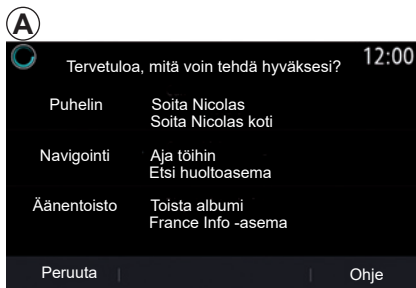 A
12:00
Tervetuloa, mitä voin tehdä hyväksesi?
Puhelin Soita Nicolas
Soita Nicolas koti
Navigointi Aja töihin
Etsi huoltoasema
Äänentoisto Toista albumi
France Info -asema
Peruuta Ohje